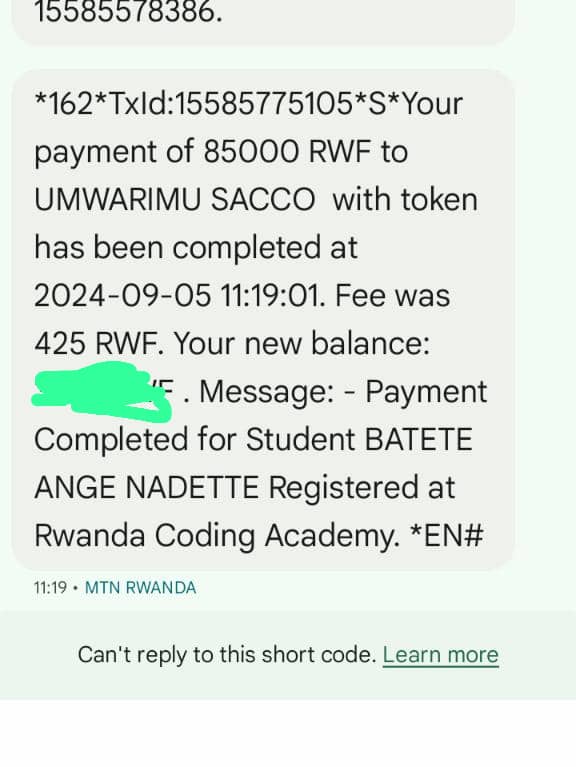 15585578386.
*162*TxId:15585775105*S*Your
payment of 85000 RWF to
UMWARIMU SACCO with token
has been completed at
2024-09-05 11:19:01. Fee was
425 RWF. Your new balance:
. Message: - Payment
Completed for Student BATETE
ANGE NADETTE Registered at
Rwanda Coding Academy. *EN#
11:19 • MTN RWANDA
Can't reply to this short code. Learn more